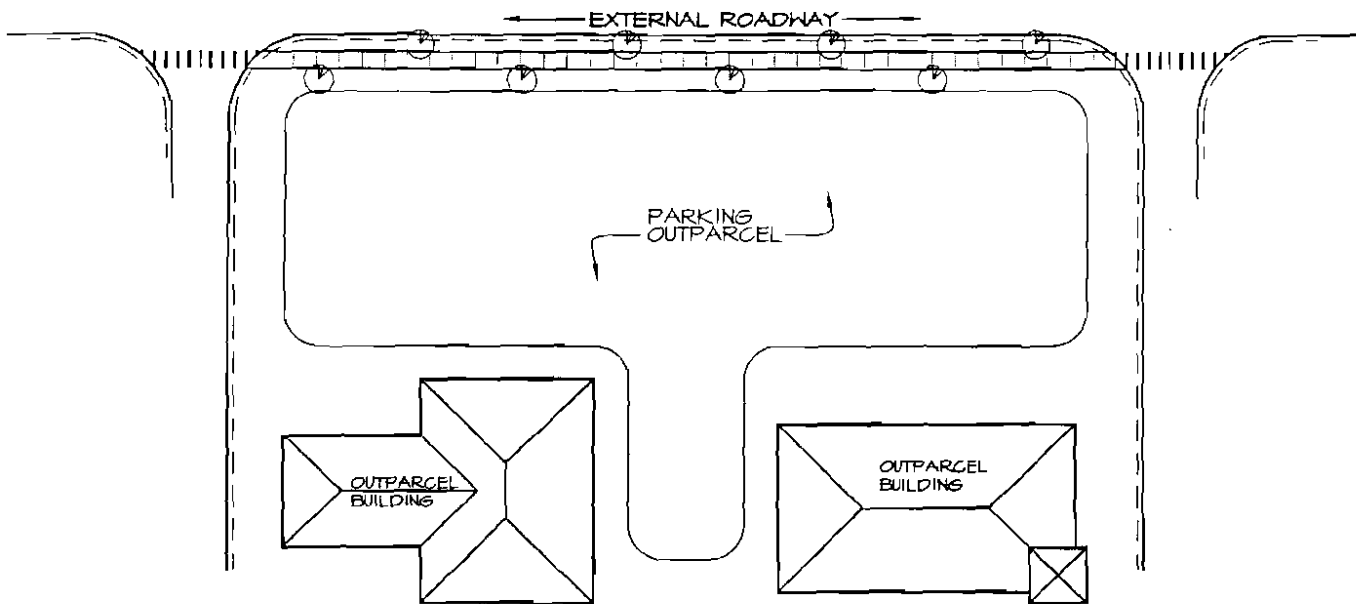 EXTERNAL ROADWAY
PARKING
OUTPARCEL
OUTPARCEL
BUILDING
OUTPARCEL
BUILDING